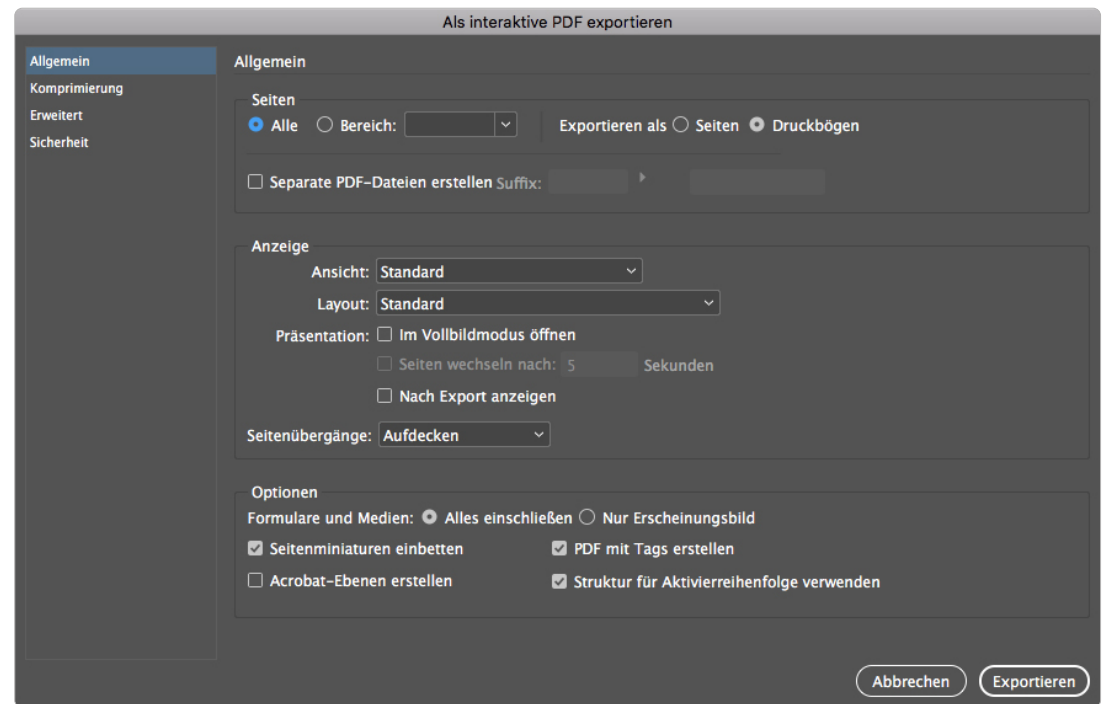 Als interaktive PDF exportieren
Allgemein
Komprimierung
Erweitert
Sicherheit
Allgemein
Seiten
Alle Bereich: Exportieren als Seiten Druckbögen
Separate PDF-Dateien erstellen Suffix:
Anzeige
Ansicht: Standard
Layout: Standard
Präsentation: Im Vollbildmodus öffnen
Seiten wechseln nach: 5 Sekunden
Nach Export anzeigen
Seitenübergänge: Aufdecken
Optionen
Formulare und Medien: Alles einschließen Nur Erscheinungsbild
Seitenminiaturen einbetten PDF mit Tags erstellen
Acrobat-Ebenen erstellen Struktur für Aktivierreihenfolge verwenden
Abbrechen Exportieren